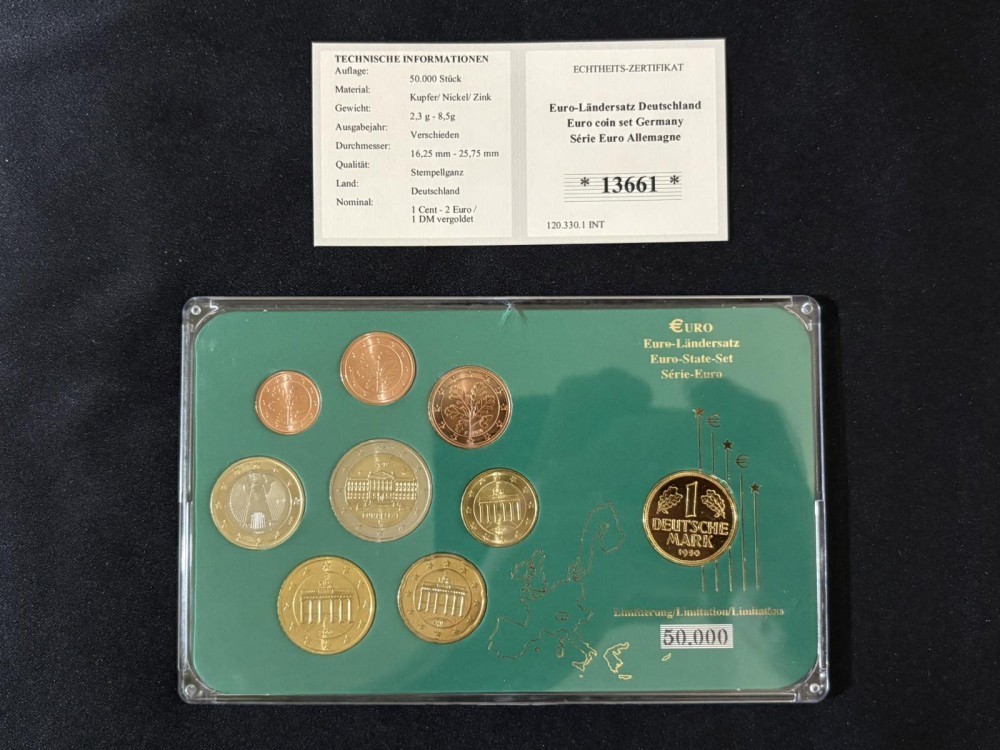 TECHNISCHE INFORMATIONEN
Auflage: 50.000 Stück
Material: Kupfer/ Nickel/ Zink
Gewicht: 2,3 g - 8,5g
Ausgabejahr: Verschieden
Durchmesser: 16,25 mm - 25,75 mm
Qualität: Stempelglanz
Land: Deutschland
Nominal: 1 Cent - 2 Euro /
1 DM vergoldet
ECHTHEITS-ZERTIFIKAT
Euro-Ländersatz Deutschland
Euro coin set Germany
Série Euro Allemagne
* 13661 *
120.330.1 INT
€URO
Euro-Ländersatz
Euro-State-Set
Série-Euro
€
€
1
DEUTSCHE
MARK
1990
Limitierung/Limitation/Limitations
50.000